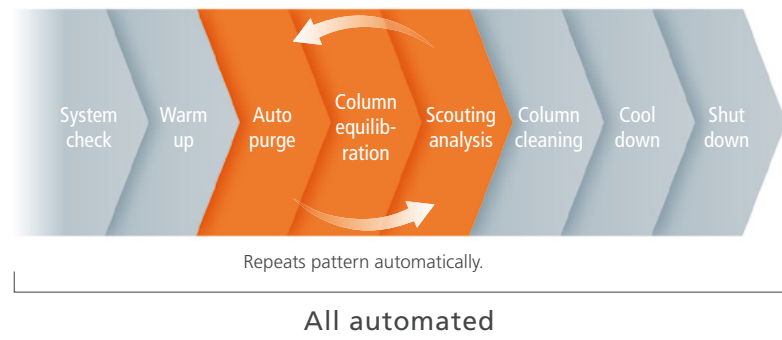 System
check
Warm
up
Auto
purge
Column
equilib-
ration
Scouting
analysis
Column
cleaning
Cool
down
Shut
down
Repeats pattern automatically.
All automated